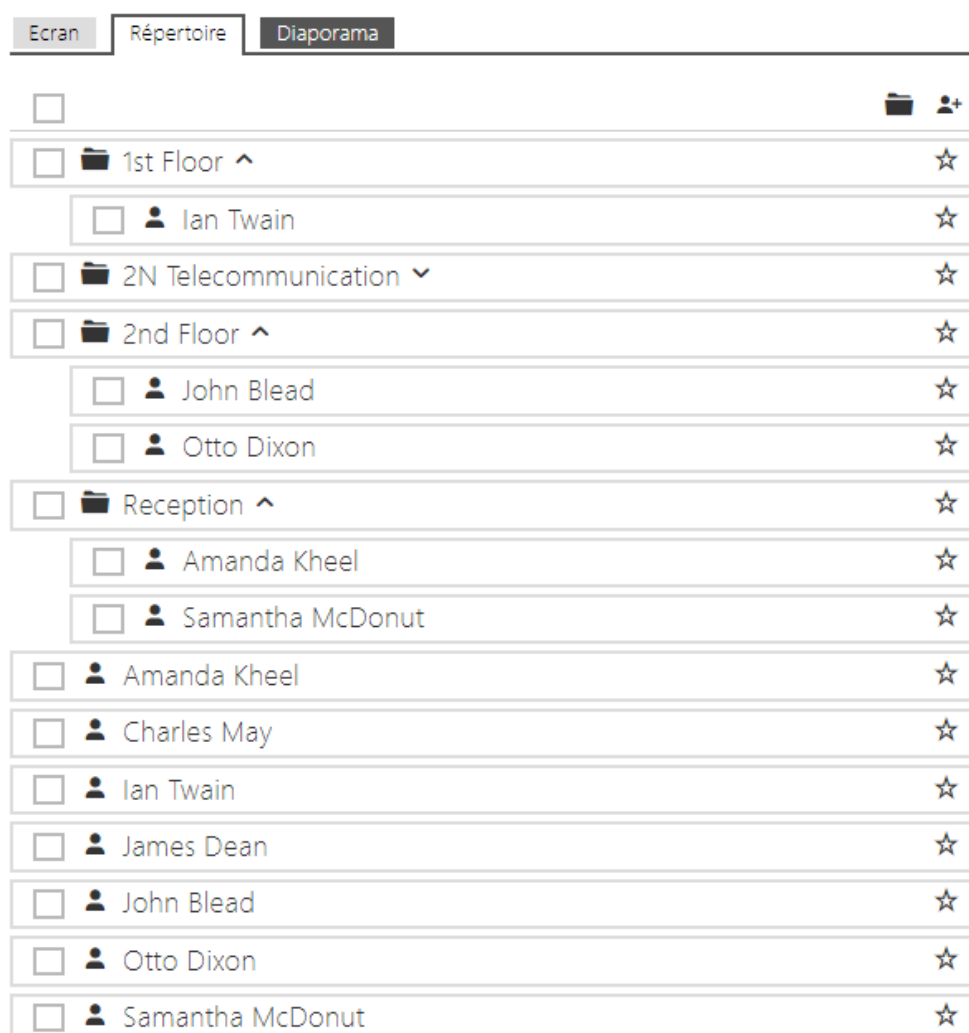 Ecran Répertoire Diaporama
1st Floor
Ian Twain
2N Telecommunication
2nd Floor
John Blead
Otto Dixon
Reception
Amanda Kheel
Samantha McDonut
Amanda Kheel
Charles May
Ian Twain
James Dean
John Blead
Otto Dixon
Samantha McDonut